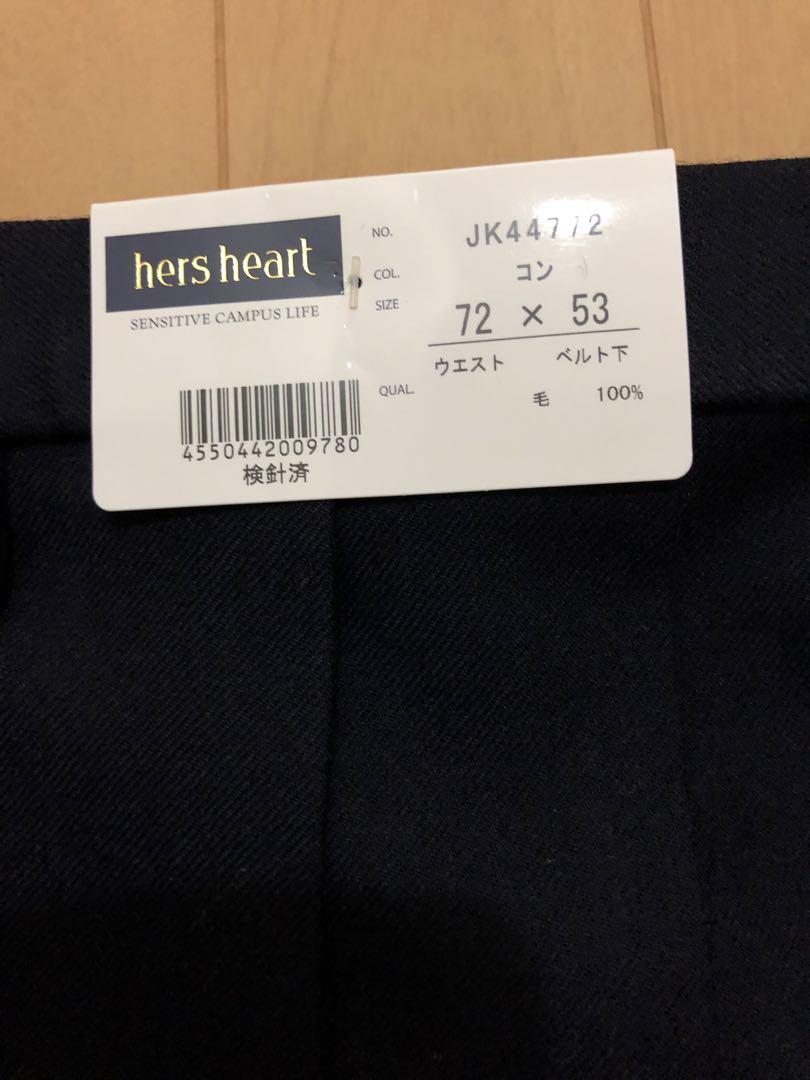 hers heart
SENSITIVE CAMPUS LIFE
NO. JK44772
COL. コン
SIZE 72 × 53
ウエスト ベルト下
QUAL. 毛 100%
4550442009780
検針済